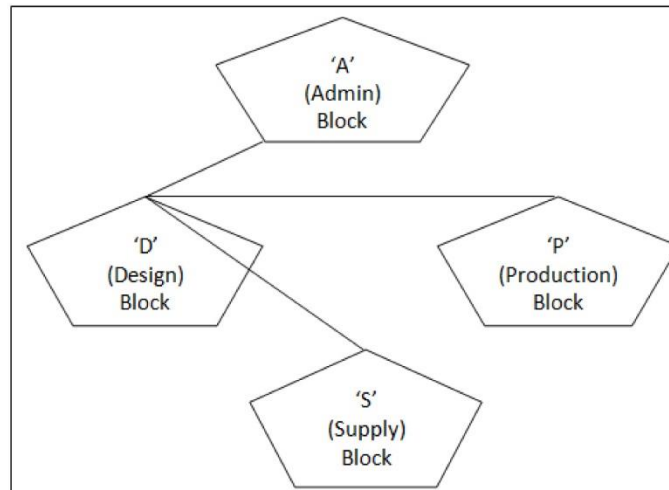 ‘A’
(Admin)
Block
‘D’
(Design)
Block
‘P’
(Production)
Block
‘S’
(Supply)
Block